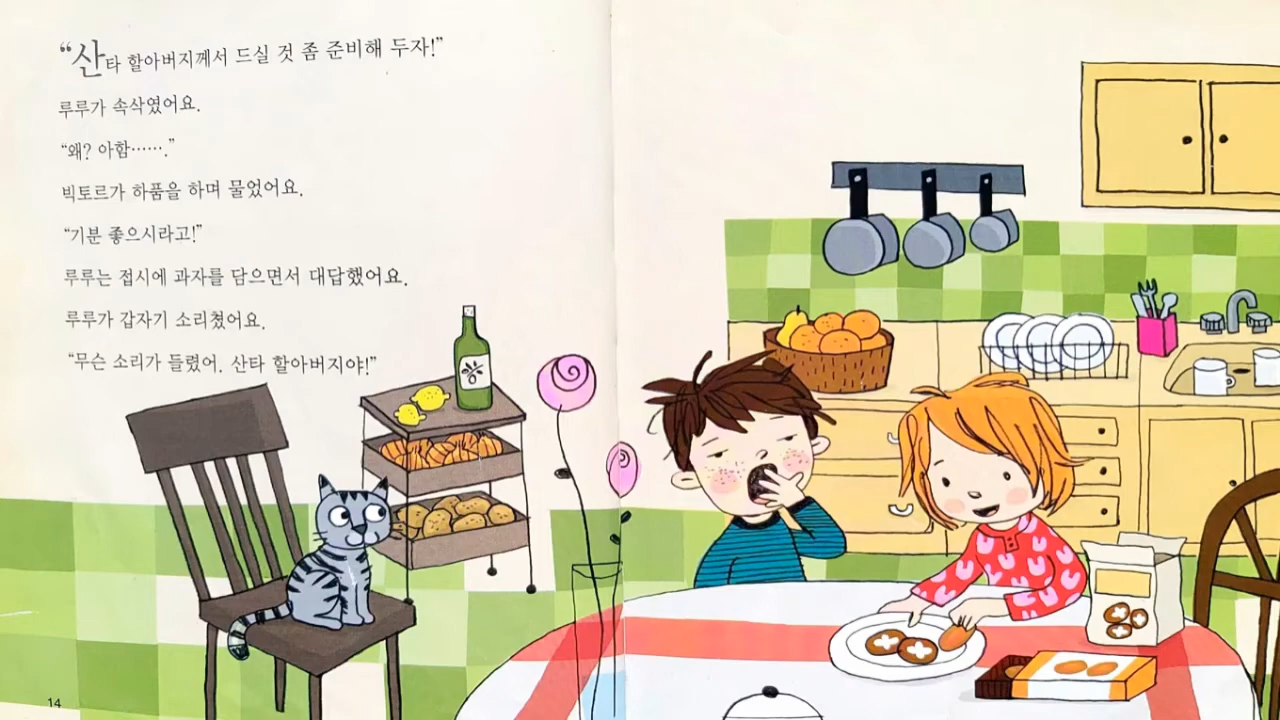 “산타 할아버지께서 드실 것 좀 준비해 두자!”
루루가 속삭였어요.
“왜? 아함…….”
빅토르가 하품을 하며 물었어요.
“기분 좋으시라고!”
루루는 접시에 과자를 담으면서 대답했어요.
루루가 갑자기 소리쳤어요.
“무슨 소리가 들렸어. 산타 할아버지야!”
14